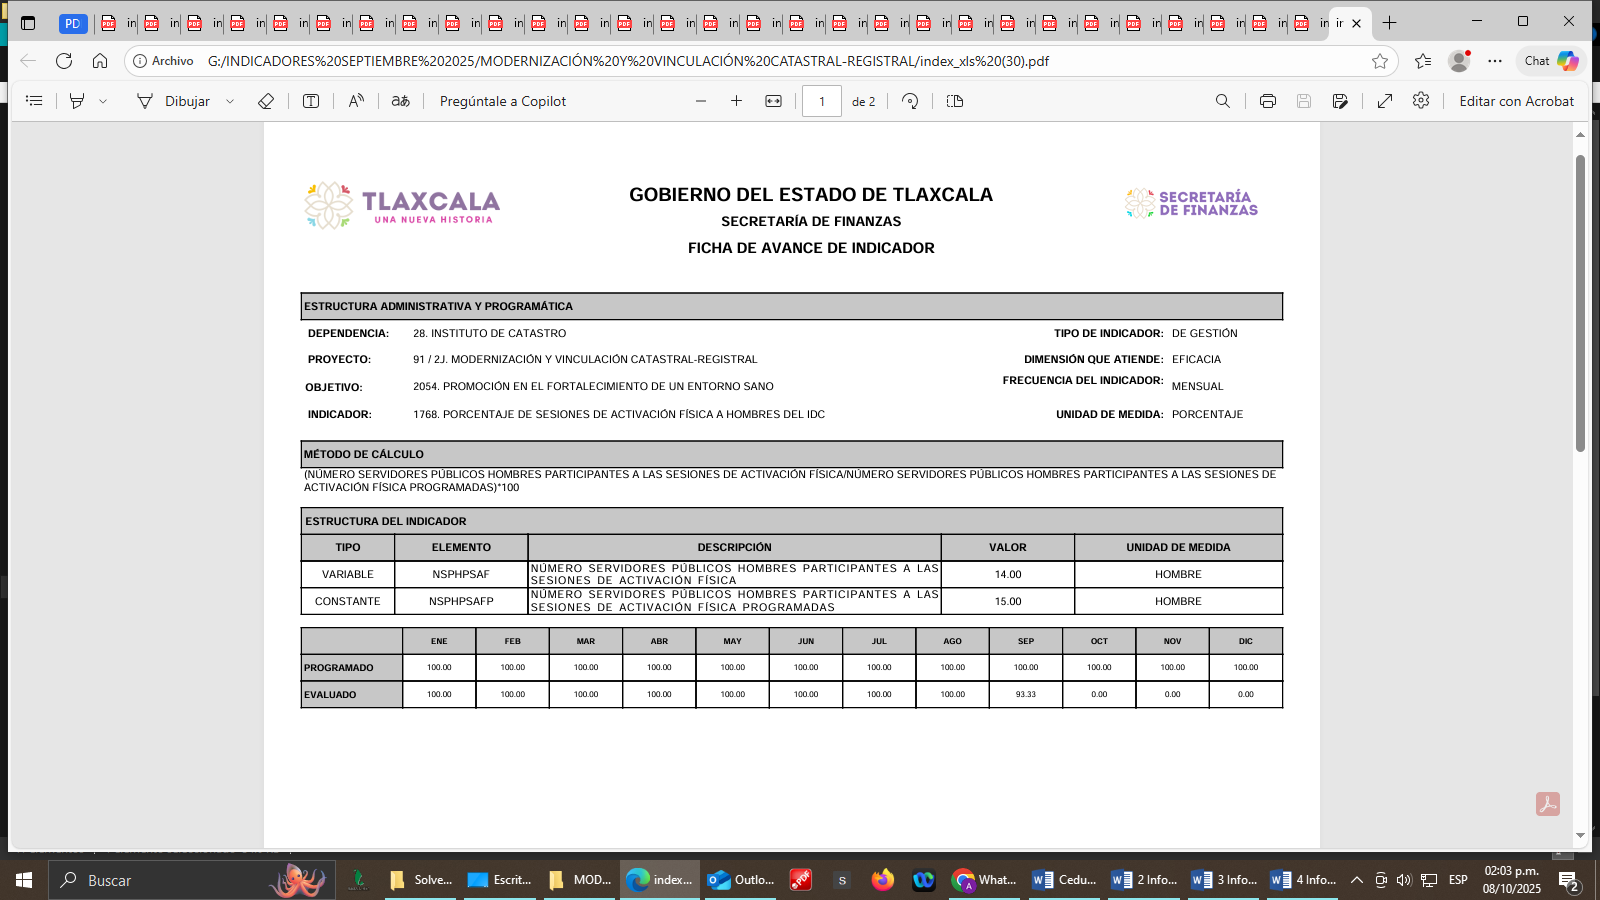 PD
Archivo
G:/INDICADORES%20SEPTIEMBRE%202025/MODERNIZACIÓN%20Y%20VINCULACIÓN%20CATASTRAL-REGISTRAL/index_xls%20(30).pdf
Chat
Dibujar
Pregúntale a Copilot
1
de 2
Editar con Acrobat
TLAXCALA
UNA NUEVA HISTORIA
GOBIERNO DEL ESTADO DE TLAXCALA
SECRETARÍA DE FINANZAS
FICHA DE AVANCE DE INDICADOR
SECRETARÍA
DE FINANZAS
ESTRUCTURA ADMINISTRATIVA Y PROGRAMÁTICA
DEPENDENCIA: 28. INSTITUTO DE CATASTRO TIPO DE INDICADOR: DE GESTIÓN
PROYECTO: 91 / 2J. MODERNIZACIÓN Y VINCULACIÓN CATASTRAL-REGISTRAL DIMENSIÓN QUE ATIENDE: EFICACIA
OBJETIVO: 2054. PROMOCIÓN EN EL FORTALECIMIENTO DE UN ENTORNO SANO FRECUENCIA DEL INDICADOR: MENSUAL
INDICADOR: 1768. PORCENTAJE DE SESIONES DE ACTIVACIÓN FÍSICA A HOMBRES DEL IDC UNIDAD DE MEDIDA: PORCENTAJE
MÉTODO DE CÁLCULO
(NÚMERO SERVIDORES PÚBLICOS HOMBRES PARTICIPANTES A LAS SESIONES DE ACTIVACIÓN FÍSICA/NÚMERO SERVIDORES PÚBLICOS HOMBRES PARTICIPANTES A LAS SESIONES DE
ACTIVACIÓN FÍSICA PROGRAMADAS)*100
ESTRUCTURA DEL INDICADOR
TIPO ELEMENTO DESCRIPCIÓN VALOR UNIDAD DE MEDIDA
VARIABLE NSPHPSAF NÚMERO SERVIDORES PÚBLICOS HOMBRES PARTICIPANTES A LAS
SESIONES DE ACTIVACIÓN FÍSICA 14.00 HOMBRE
CONSTANTE NSPHPSAFP NÚMERO SERVIDORES PÚBLICOS HOMBRES PARTICIPANTES A LAS
SESIONES DE ACTIVACIÓN FÍSICA PROGRAMADAS 15.00 HOMBRE
ENE FEB MAR ABR MAY JUN JUL AGO SEP OCT NOV DIC
PROGRAMADO 100.00 100.00 100.00 100.00 100.00 100.00 100.00 100.00 100.00 100.00 100.00 100.00
EVALUADO 100.00 100.00 100.00 100.00 100.00 100.00 100.00 100.00 93.33 0.00 0.00 0.00
Buscar
Solve...
Escrit...
MOD...
index...
Outlo...
What...
Cedu...
2 Info...
3 Info...
4 Info...
ESP
02:03 p.m.
08/10/2025
2